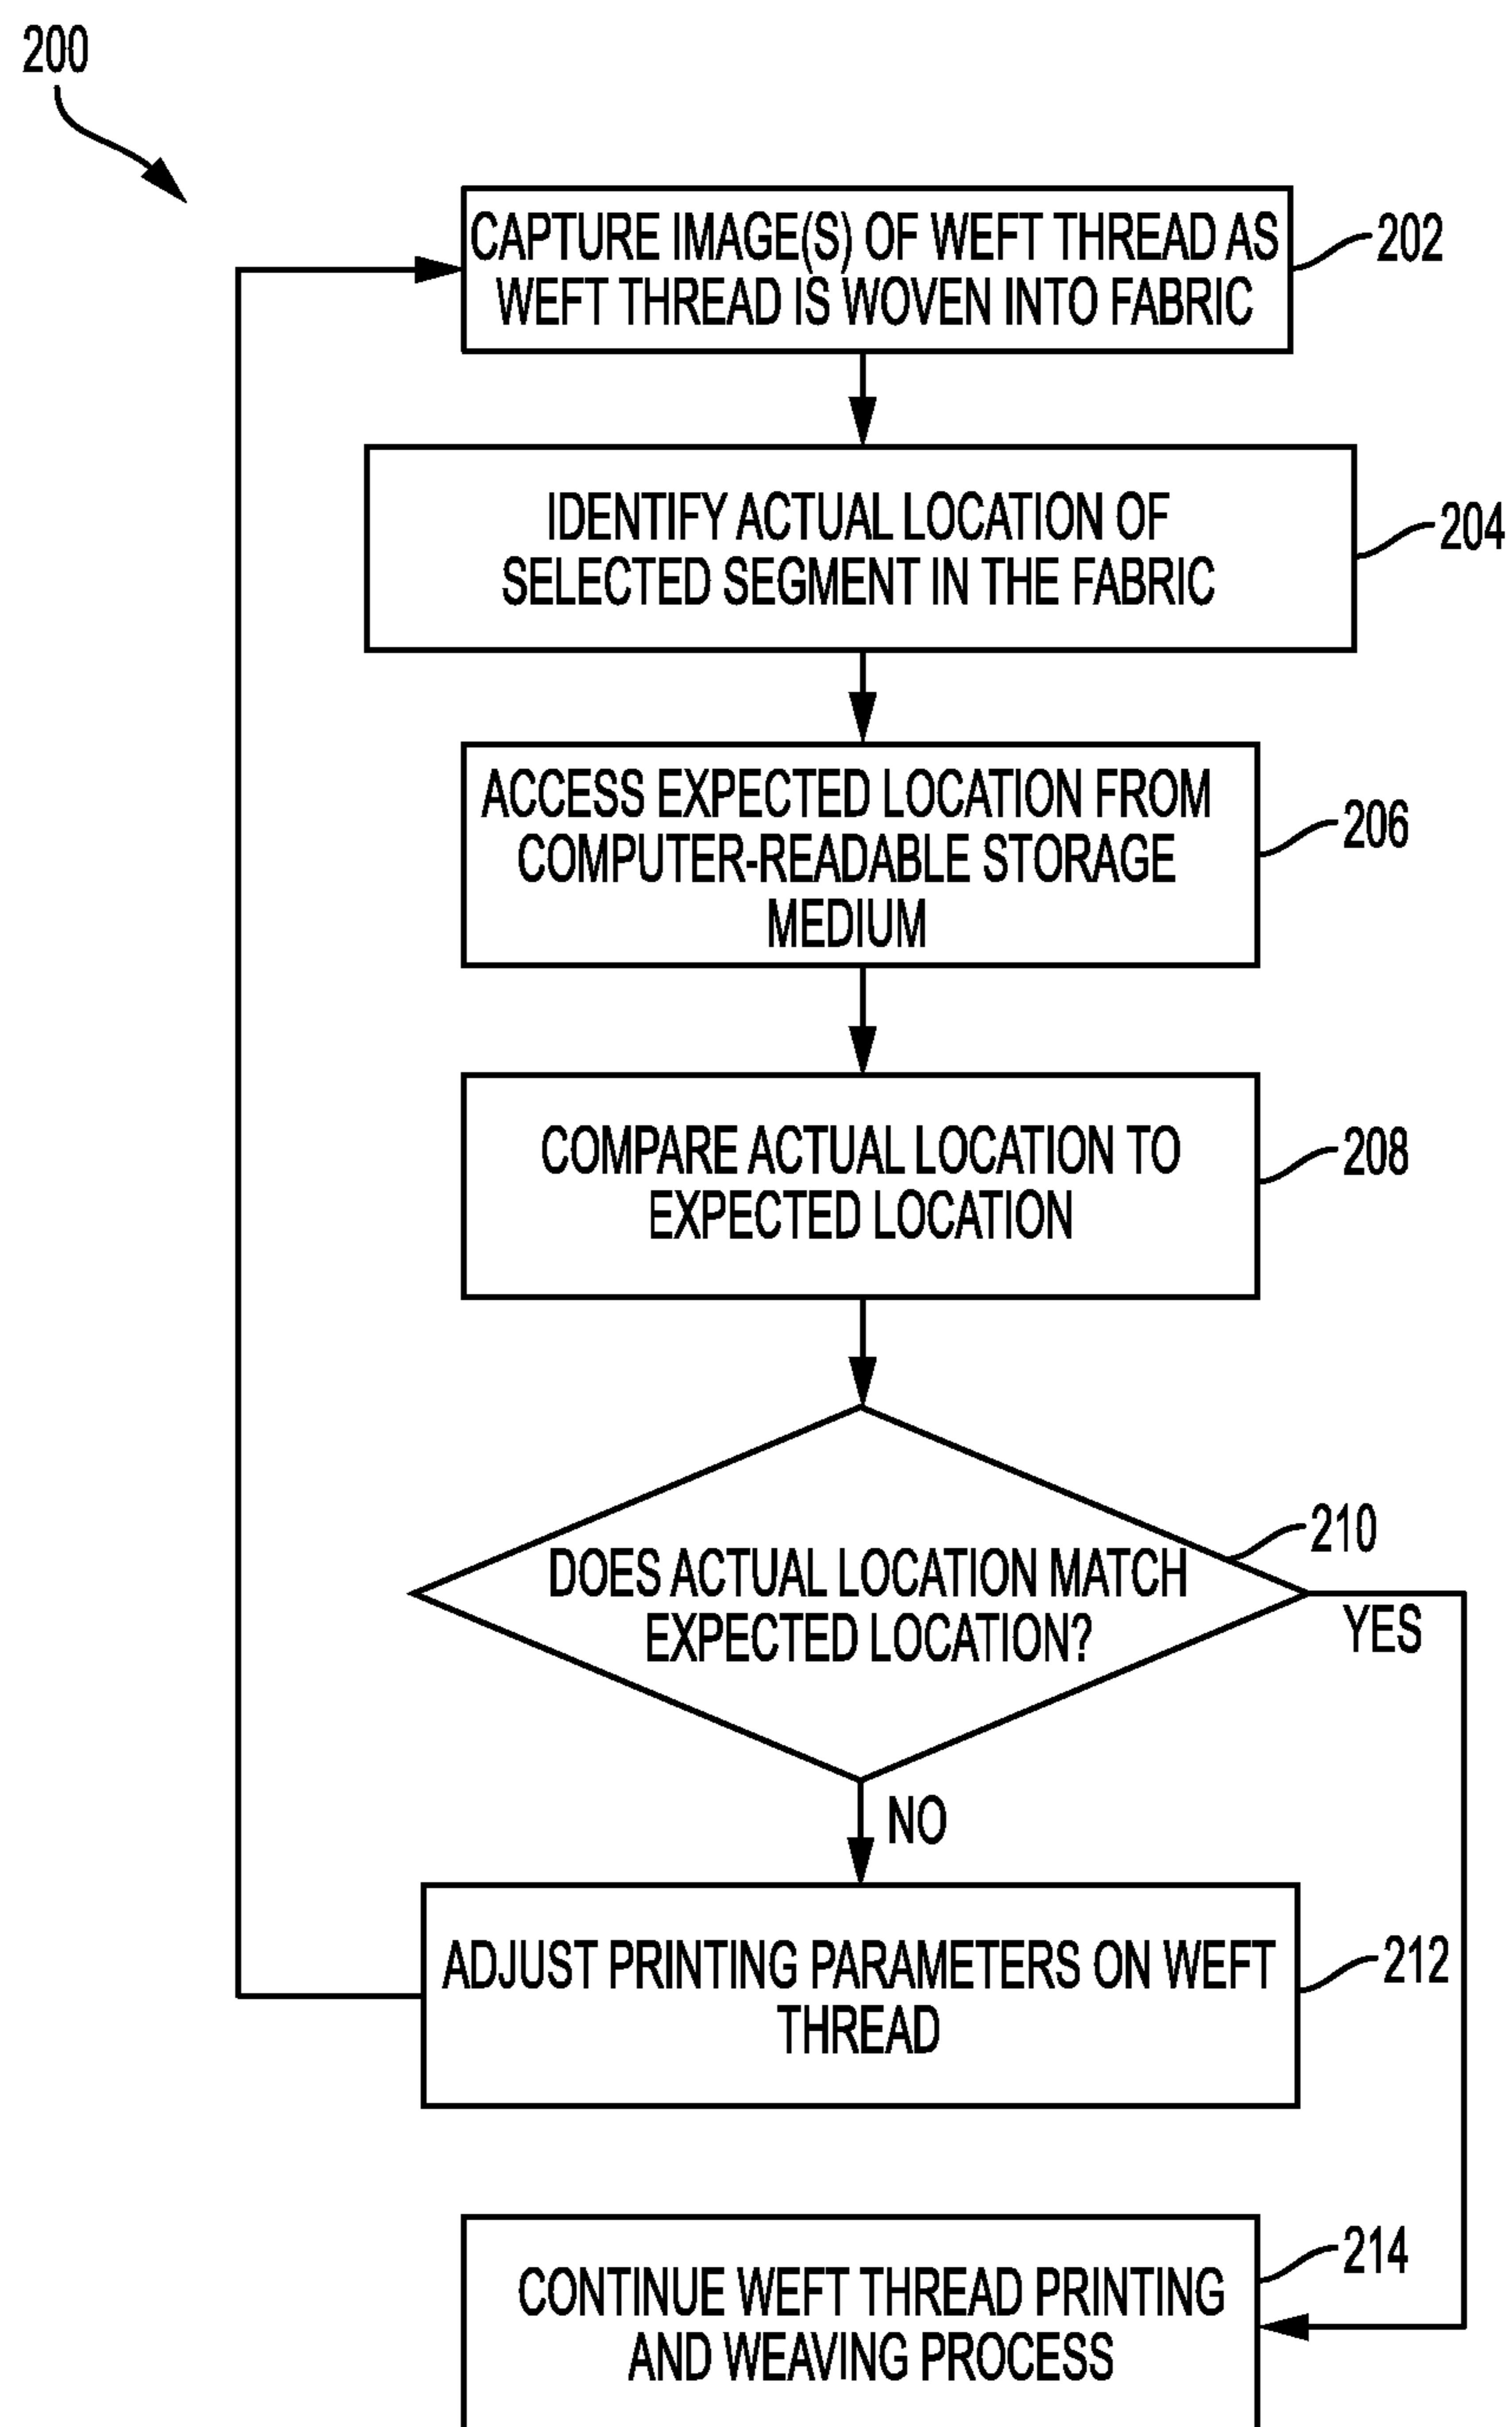 200
CAPTURE IMAGE(S) OF WEFT THREAD AS
WEFT THREAD IS WOVEN INTO FABRIC
202
IDENTIFY ACTUAL LOCATION OF
SELECTED SEGMENT IN THE FABRIC
204
ACCESS EXPECTED LOCATION FROM
COMPUTER-READABLE STORAGE
MEDIUM
206
COMPARE ACTUAL LOCATION TO
EXPECTED LOCATION
208
DOES ACTUAL LOCATION MATCH
EXPECTED LOCATION?
210
YES
NO
ADJUST PRINTING PARAMETERS ON WEFT
THREAD
212
CONTINUE WEFT THREAD PRINTING
AND WEAVING PROCESS
214